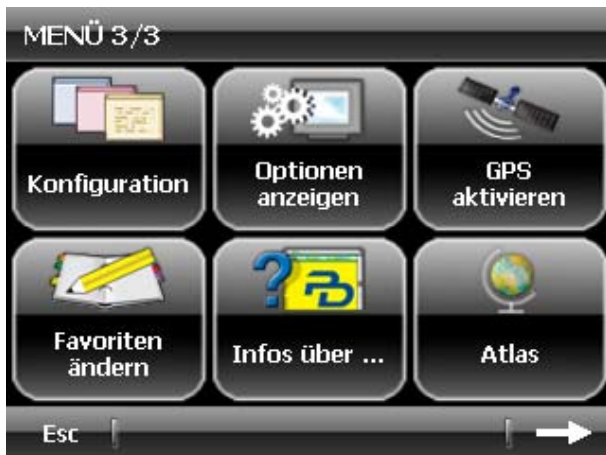 MENÜ 3/3
Konfiguration
Optionen
anzeigen
GPS
aktivieren
Favoriten
ändern
Infos über ...
Atlas
Esc